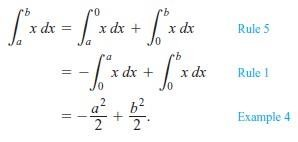 ∫_a^b x dx = ∫_a^0 x dx + ∫_0^b x dx Rule 5
= −∫_0^a x dx + ∫_0^b x dx Rule 1
= −a²/2 + b²/2. Example 4